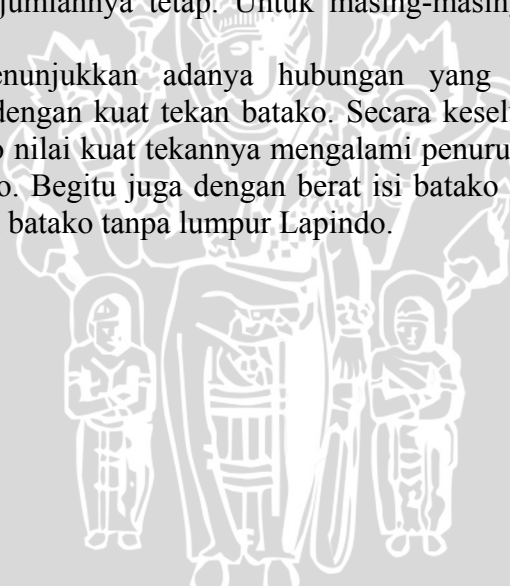 jumlahnya tetap. Untuk masing-masing
enunjukkan adanya hubungan yang
dengan kuat tekan batako. Secara kesel
o nilai kuat tekannya mengalami penuru
o. Begitu juga dengan berat isi batako
batako tanpa lumpur Lapindo.